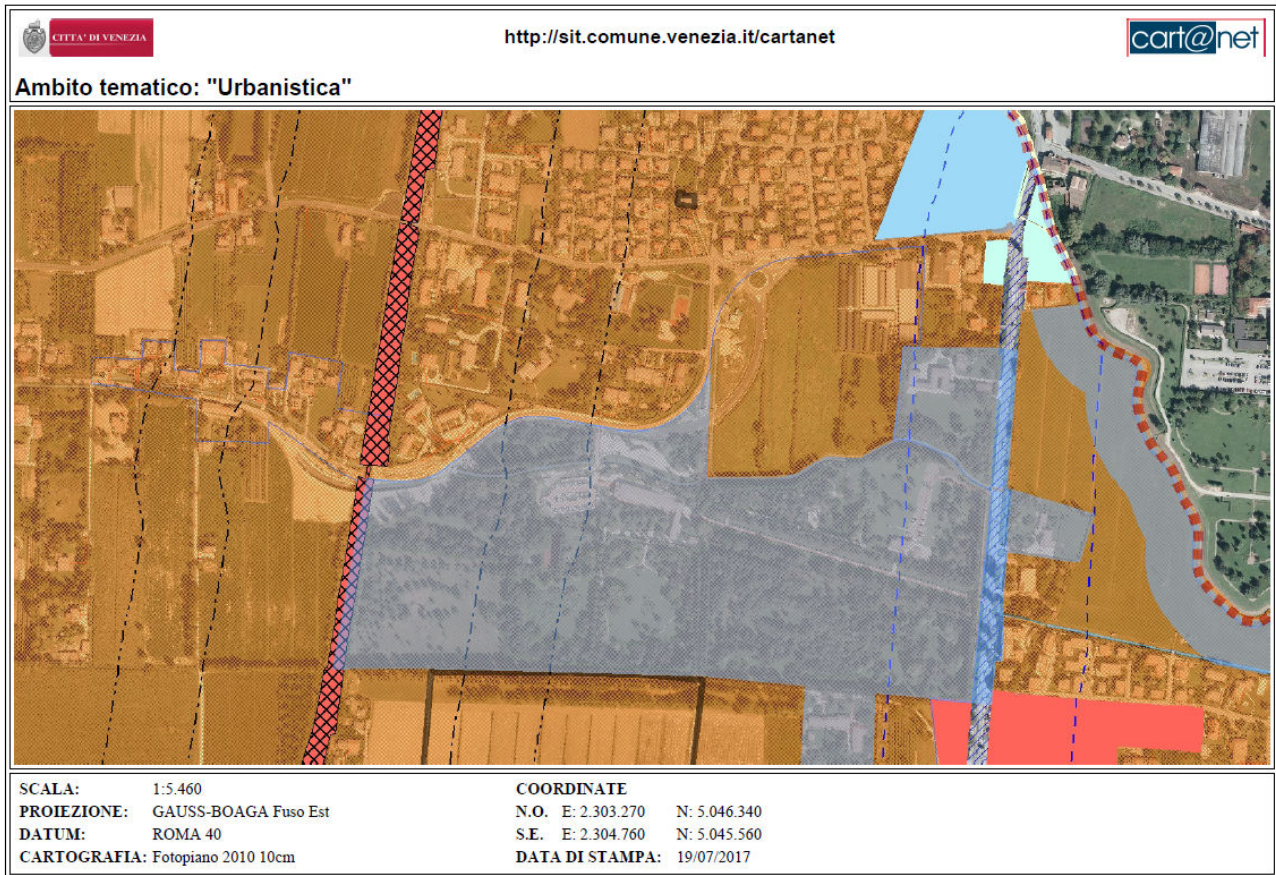 CITTA' DI VENEZIA
http://sit.comune.venezia.it/cartanet
cart@net
Ambito tematico: "Urbanistica"
SCALA: 1:5.460
PROIEZIONE: GAUSS-BOAGA Fuso Est
DATUM: ROMA 40
CARTOGRAFIA: Fotopiano 2010 10cm
COORDINATE
N.O. E: 2.303.270 N: 5.046.340
S.E. E: 2.304.760 N: 5.045.560
DATA DI STAMPA: 19/07/2017